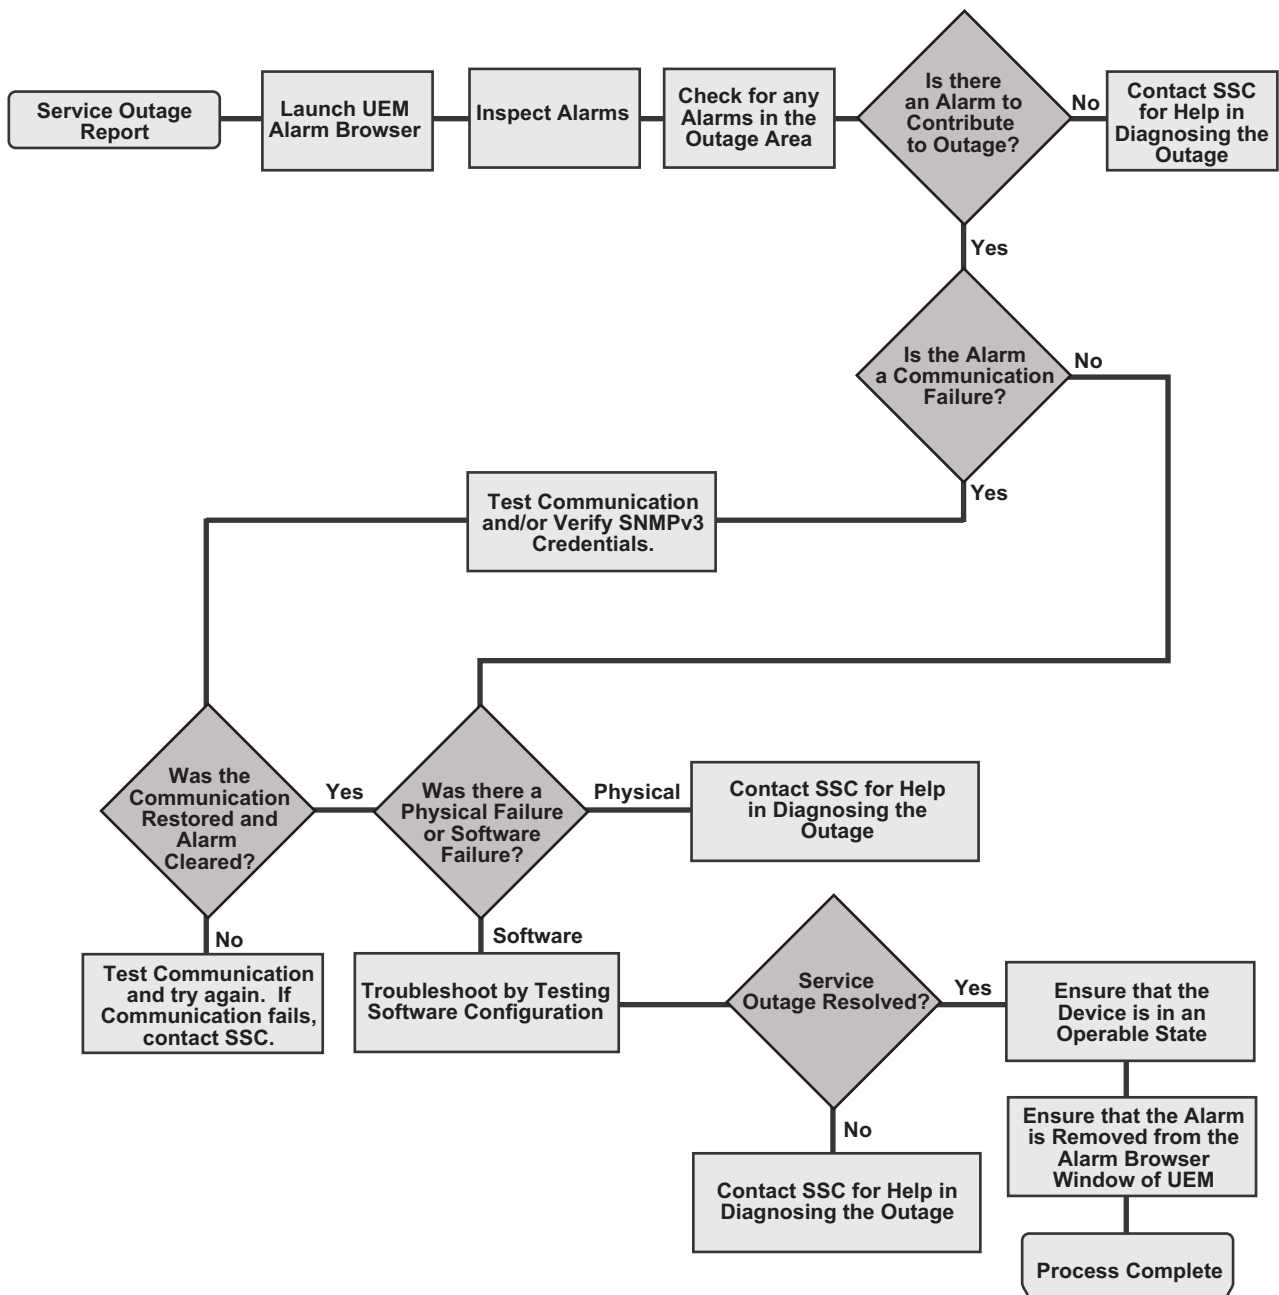 Service Outage
Report
Launch UEM
Alarm Browser
Inspect Alarms
Check for any
Alarms in the
Outage Area
Is there
an Alarm to
Contribute
to Outage?
No
Contact SSC
for Help in
Diagnosing the
Outage
Yes
Is the Alarm
a Communication
Failure?
No
Yes
Test Communication
and/or Verify SNMPv3
Credentials.
Was the
Communication
Restored and
Alarm
Cleared?
Yes
Was there a
Physical Failure
or Software
Failure?
Physical
Contact SSC for Help
in Diagnosing the
Outage
No
Software
Test Communication
and try again. If
Communication fails,
contact SSC.
Troubleshoot by Testing
Software Configuration
Service
Outage Resolved?
Yes
Ensure that the
Device is in an
Operable State
No
Ensure that the Alarm
is Removed from the
Alarm Browser
Window of UEM
Contact SSC for Help in
Diagnosing the Outage
Process Complete